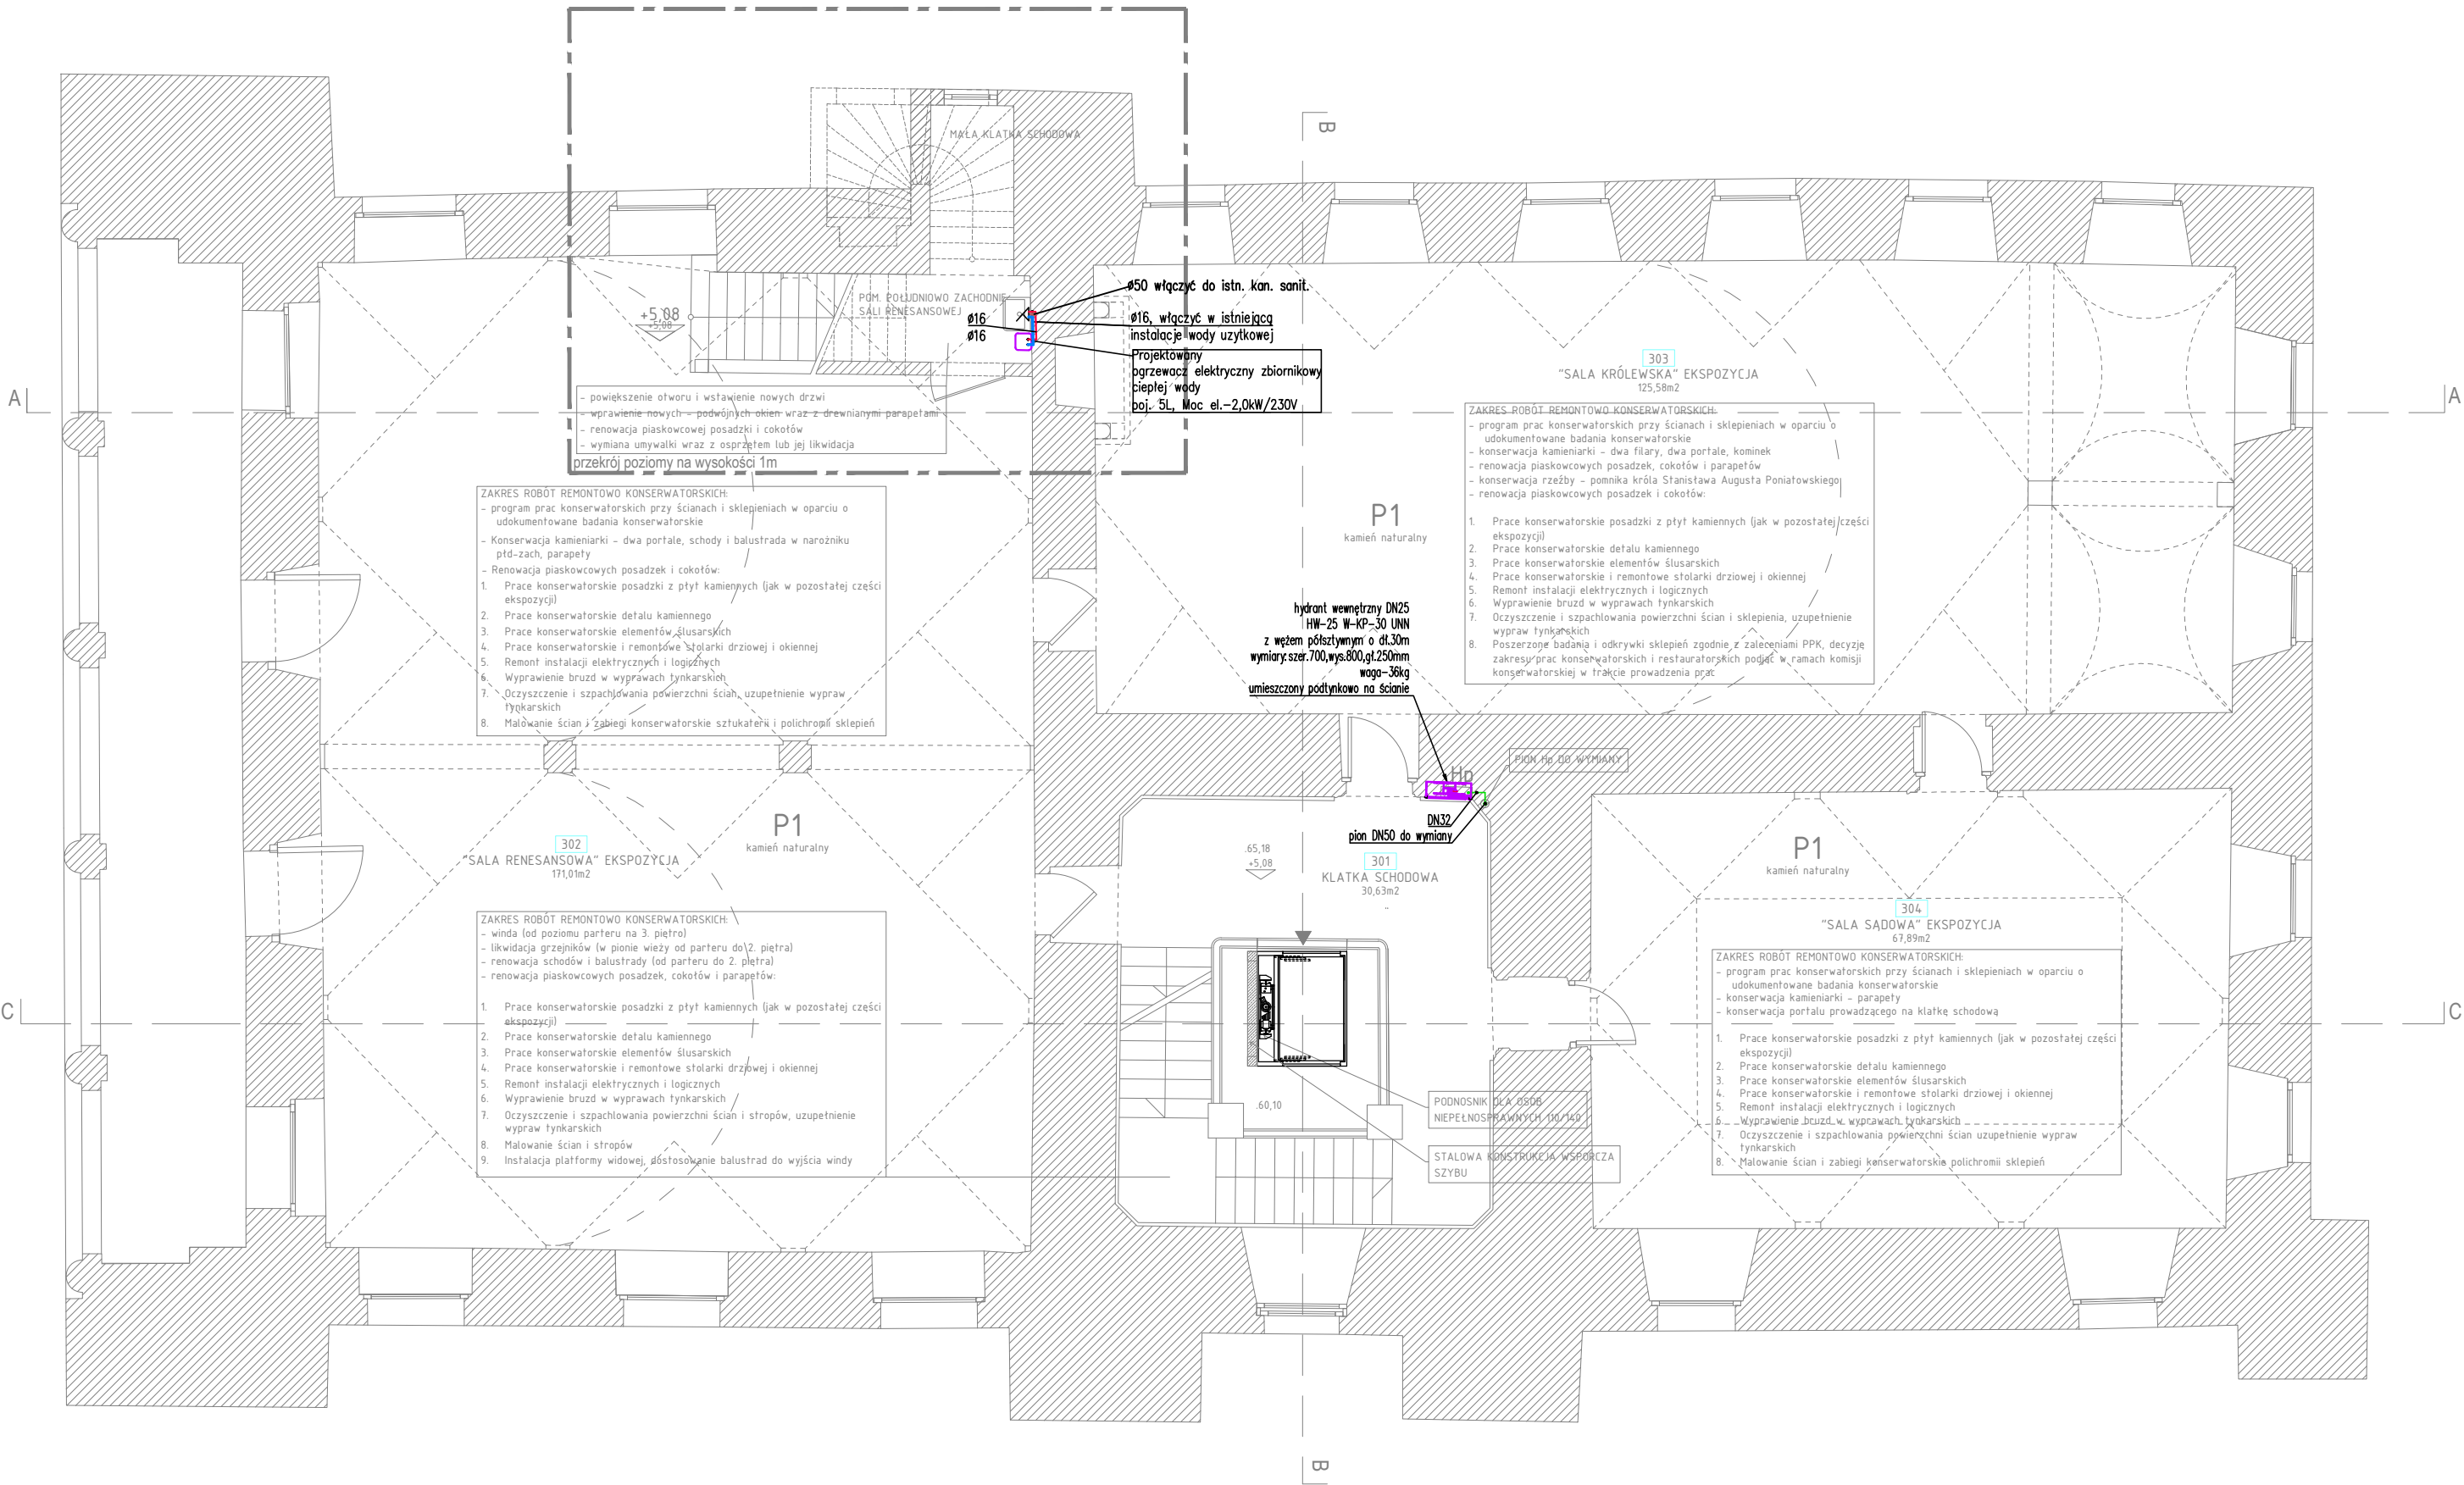 B
MAŁA KLATKA SCHODOWA
POM. POŁUDNIOWO ZACHODNIE
SALI RENESANSOWEJ
+5,08
+5,08
ø16
ø16
ø50 włączyć do istn. kan. sanit.
ø16, włączyć w istniejącą
instalacje wody uzytkowej
Projektowany
ogrzewacz elektryczny zbiornikowy
ciepłej wody
poj. 5L, Moc el.-2,0kW/230V
A
A
- powiększenie otworu i wstawienie nowych drzwi
- wprawienie nowych - podwójnych okien wraz z drewnianymi parapetami
- renowacja piaskowcowej posadzki i cokołów
- wymiana umywalki wraz z osprzętem lub jej likwidacja
przekrój poziomy na wysokości 1m
303
"SALA KRÓLEWSKA" EKSPOZYCJA
125,58m2
ZAKRES ROBÓT REMONTOWO KONSERWATORSKICH:
- program prac konserwatorskich przy ścianach i sklepieniach w oparciu o
udokumentowane badania konserwatorskie
- konserwacja kamieniarki - dwa filary, dwa portale, kominek
- renowacja piaskowcowych posadzek, cokołów i parapetów
- konserwacja rzeźby - pomnika króla Stanisława Augusta Poniatowskiego
- renowacja piaskowcowych posadzek i cokołów:
1. Prace konserwatorskie posadzki z płyt kamiennych (jak w pozostałej części
ekspozycji)
2. Prace konserwatorskie detalu kamiennego
3. Prace konserwatorskie elementów ślusarskich
4. Prace konserwatorskie i remontowe stolarki drziowej i okiennej
5. Remont instalacji elektrycznych i logicznych
6. Wyprawienie bruzd w wyprawach tynkarskich
7. Oczyszczenie i szpachlowania powierzchni ścian i sklepienia, uzupełnienie
wypraw tynkarskich
8. Poszerzone badania i odkrywki sklepień zgodnie z zaleceniami PPK, decyzję
zakresu prac konserwatorskich i restauratorskich podjąć w ramach komisji
konserwatorskiej w trakcie prowadzenia prac
P1
kamień naturalny
ZAKRES ROBÓT REMONTOWO KONSERWATORSKICH:
- program prac konserwatorskich przy ścianach i sklepieniach w oparciu o
udokumentowane badania konserwatorskie
- Konserwacja kamieniarki - dwa portale, schody i balustrada w narożniku
płd-zach, parapety
- Renowacja piaskowcowych posadzek i cokołów:
1. Prace konserwatorskie posadzki z płyt kamiennych (jak w pozostałej części
ekspozycji)
2. Prace konserwatorskie detalu kamiennego
3. Prace konserwatorskie elementów ślusarskich
4. Prace konserwatorskie i remontowe stolarki drziowej i okiennej
5. Remont instalacji elektrycznych i logicznych
6. Wyprawienie bruzd w wyprawach tynkarskich
7. Oczyszczenie i szpachlowania powierzchni ścian, uzupełnienie wypraw
tynkarskich
8. Malowanie ścian i zabiegi konserwatorskie sztukaterii i polichromii sklepień
hydrant wewnętrzny DN25
HW-25 W-KP-30 UNN
z wężem półsztywnym o dł.30m
wymiary:szer.700,wys.800,gł.250mm
waga-36kg
umieszczony podtynkowo na ścianie
Hp
PION Hp DO WYMIANY
DN32
pion DN50 do wymiany
302
"SALA RENESANSOWA" EKSPOZYCJA
171,01m2
P1
kamień naturalny
.65,18
+5,08
301
KLATKA SCHODOWA
30,63m2
..
P1
kamień naturalny
304
"SALA SĄDOWA" EKSPOZYCJA
67,89m2
ZAKRES ROBÓT REMONTOWO KONSERWATORSKICH:
- winda (od poziomu parteru na 3. piętro)
- likwidacja grzejników (w pionie wieży od parteru do 2. piętra)
- renowacja schodów i balustrady (od parteru do 2. piętra)
- renowacja piaskowcowych posadzek, cokołów i parapetów:
1. Prace konserwatorskie posadzki z płyt kamiennych (jak w pozostałej części
ekspozycji)
2. Prace konserwatorskie detalu kamiennego
3. Prace konserwatorskie elementów ślusarskich
4. Prace konserwatorskie i remontowe stolarki drziowej i okiennej
5. Remont instalacji elektrycznych i logicznych
6. Wyprawienie bruzd w wyprawach tynkarskich
7. Oczyszczenie i szpachlowania powierzchni ścian i stropów, uzupełnienie
wypraw tynkarskich
8. Malowanie ścian i stropów
9. Instalacja platformy widowej, dostosowanie balustrad do wyjścia windy
ZAKRES ROBÓT REMONTOWO KONSERWATORSKICH:
- program prac konserwatorskich przy ścianach i sklepieniach w oparciu o
udokumentowane badania konserwatorskie
- konserwacja kamieniarki - parapety
- konserwacja portalu prowadzącego na klatkę schodową
1. Prace konserwatorskie posadzki z płyt kamiennych (jak w pozostałej części
ekspozycji)
2. Prace konserwatorskie detalu kamiennego
3. Prace konserwatorskie elementów ślusarskich
4. Prace konserwatorskie i remontowe stolarki drziowej i okiennej
5. Remont instalacji elektrycznych i logicznych
6. Wyprawienie bruzd w wyprawach tynkarskich
7. Oczyszczenie i szpachlowania powierzchni ścian uzupełnienie wypraw
tynkarskich
8. Malowanie ścian i zabiegi konserwatorskie polichromii sklepień
C
C
.60,10
PODNOSNIK DLA OSÓB
NIEPEŁNOSPRAWNYCH 110/140
STALOWA KONSTRUKCJA WSPORCZA
SZYBU
B